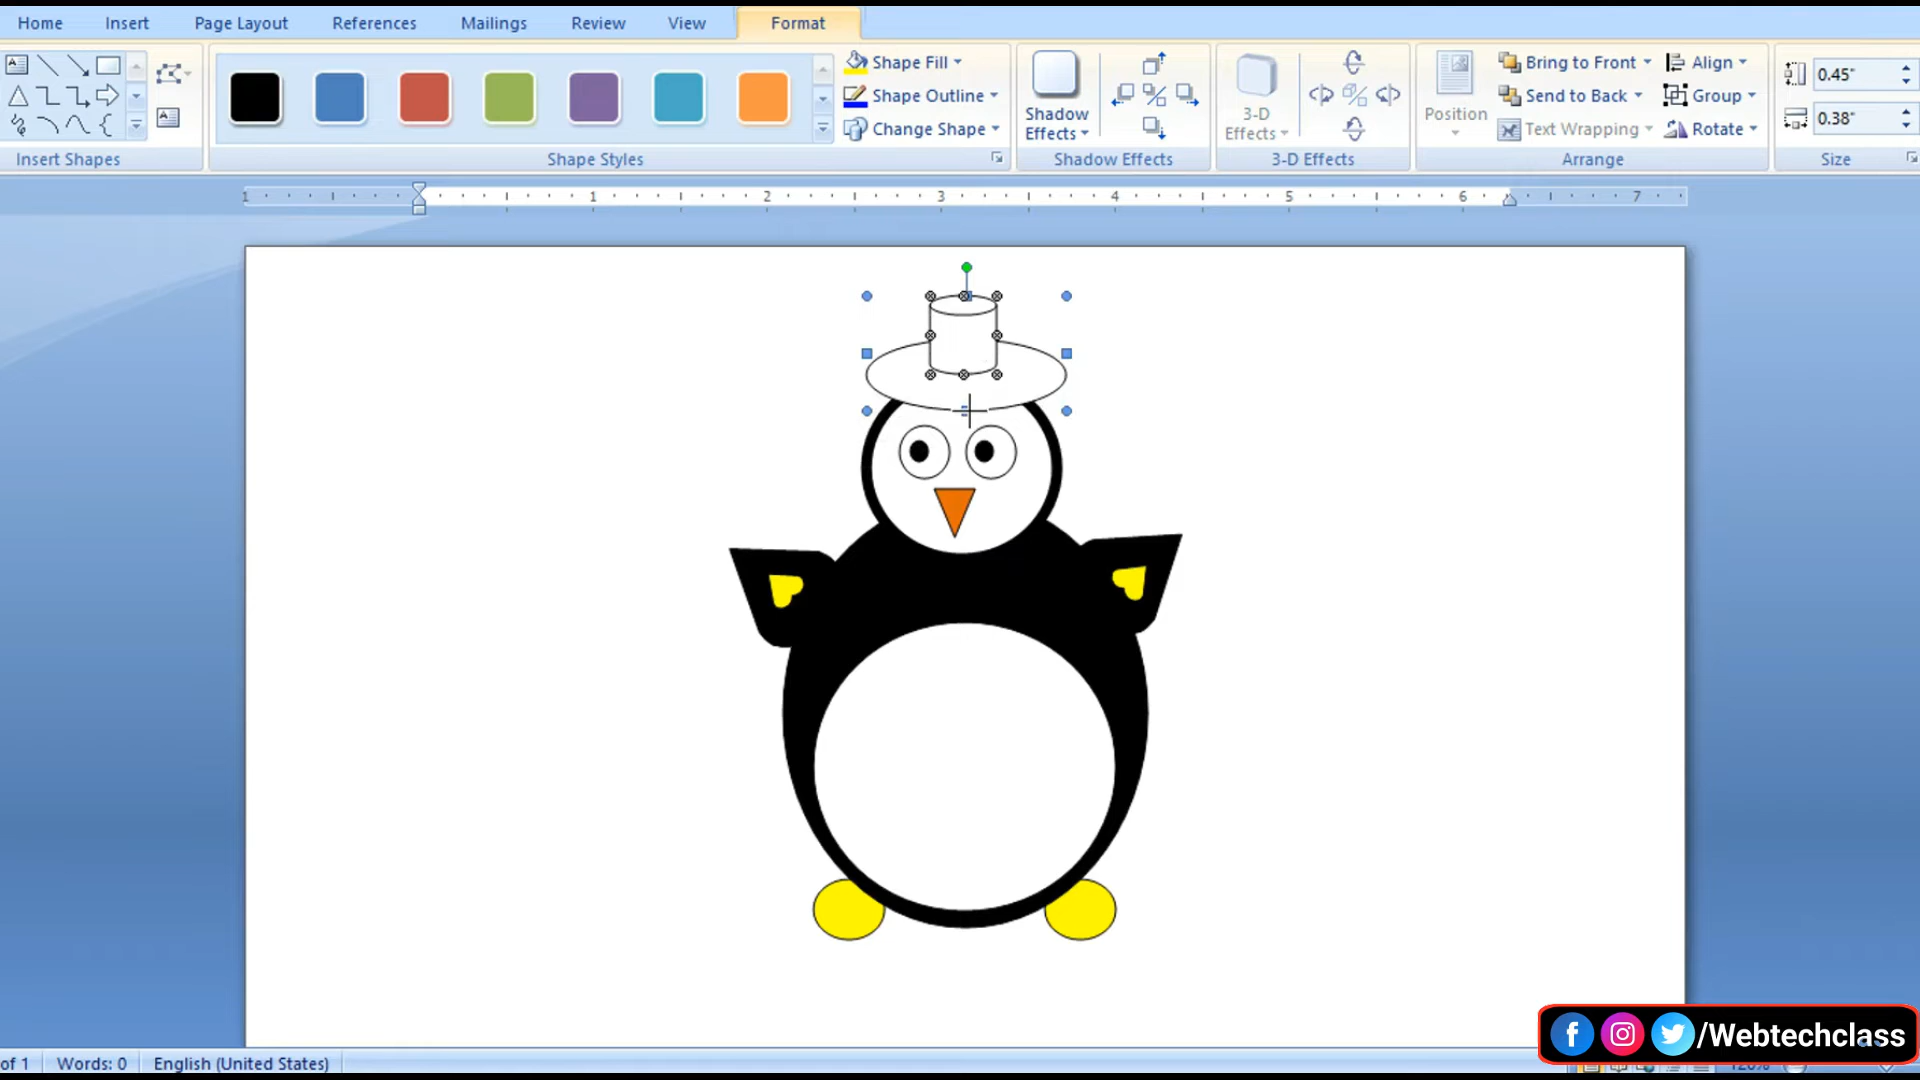 Home Insert Page Layout References Mailings Review View Format
Shape Fill
Shape Outline
Change Shape
Shadow
Effects
3-D
Effects
Position
Bring to Front
Send to Back
Text Wrapping
Align
Group
Rotate
0.45"
0.38"
Insert Shapes Shape Styles Shadow Effects 3-D Effects Arrange Size
1 1 2 3 4 5 6 7
of 1 Words: 0 English (United States)
/Webtechclass